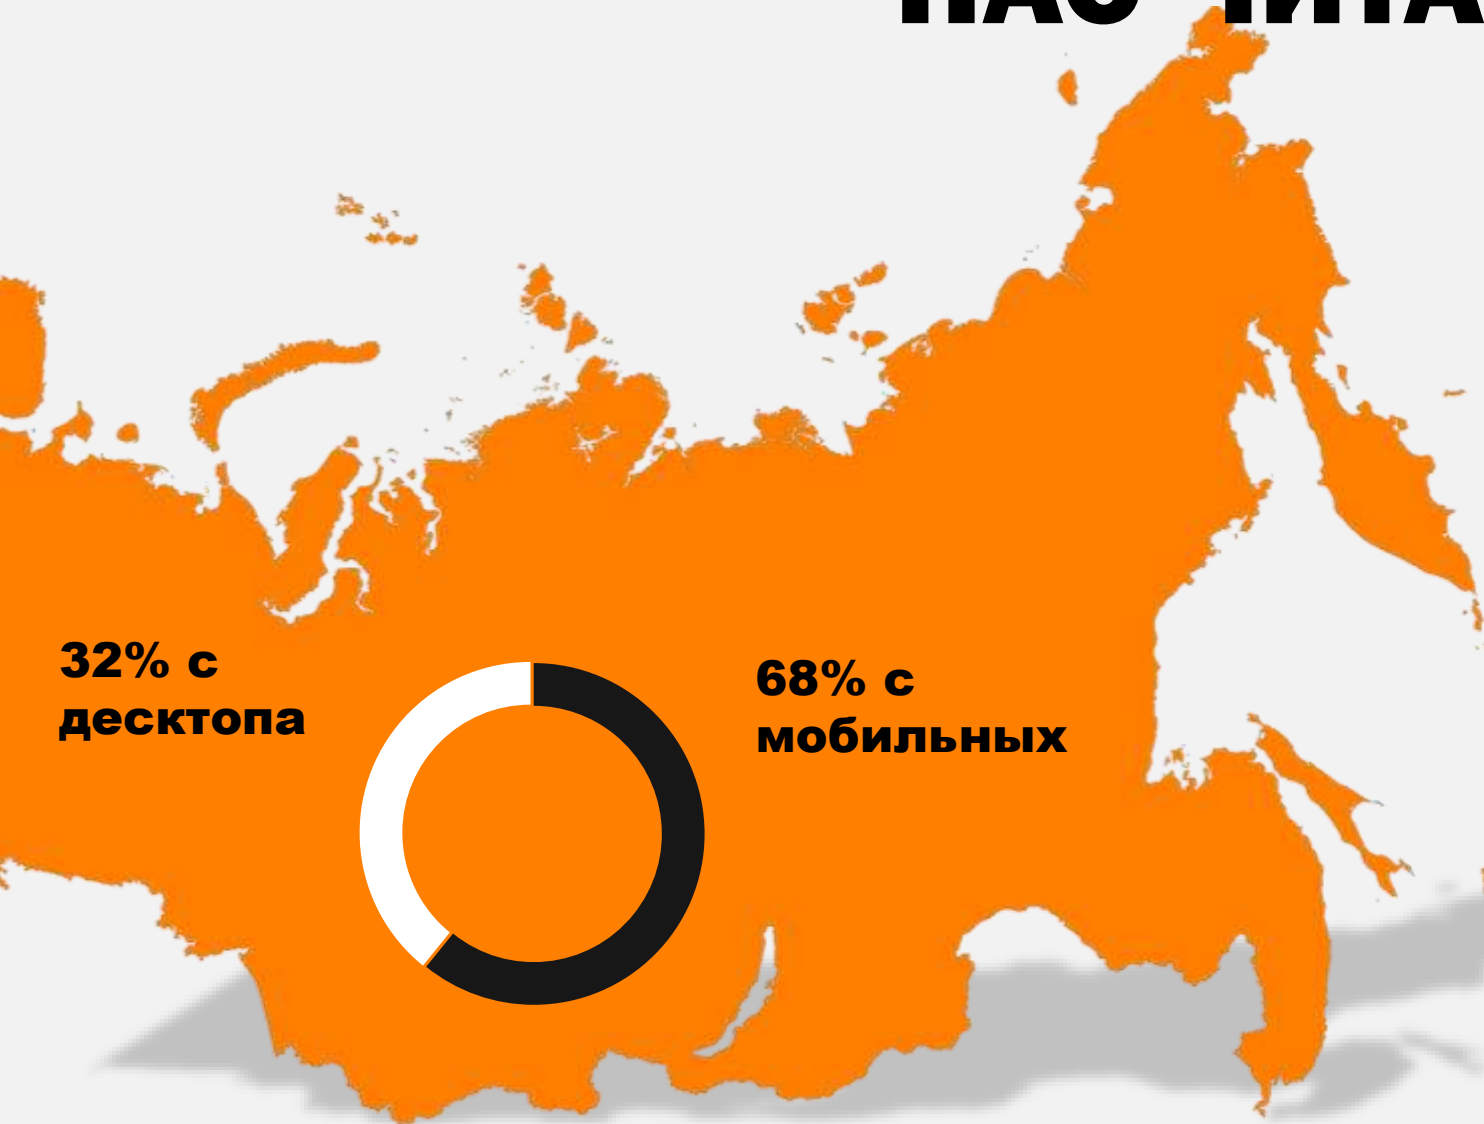 32% с
десктопа
68% с
мобильных